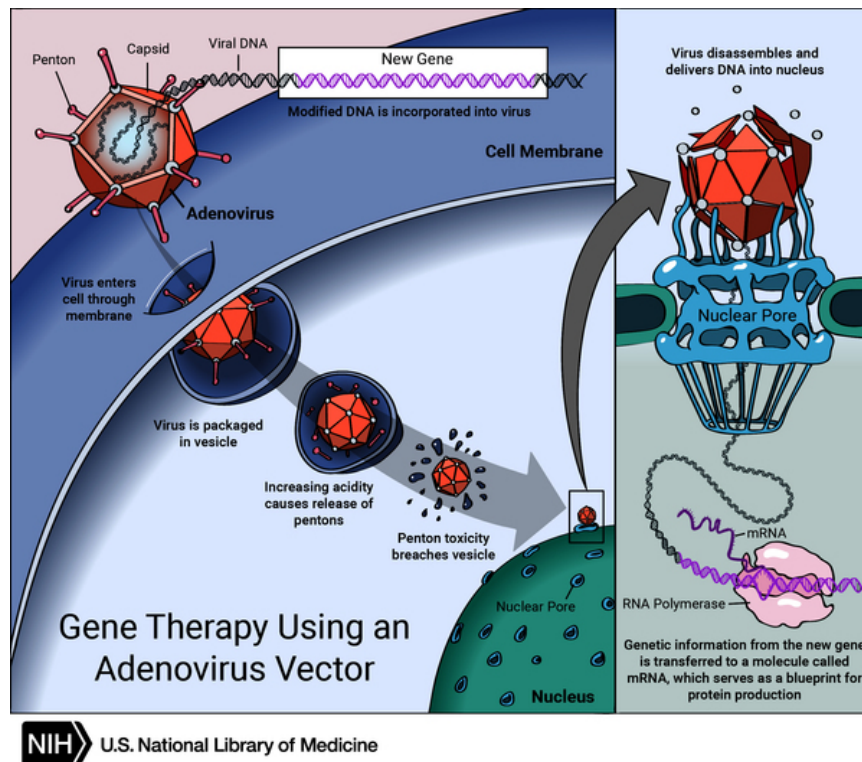 Penton
Capsid
Viral DNA
New Gene
Modified DNA is incorporated into virus
Cell Membrane
Adenovirus
Virus enters
cell through
membrane
Virus is packaged
in vesicle
Increasing acidity
causes release of
pentons
Penton toxicity
breaches vesicle
Nuclear Pore
Nucleus
Gene Therapy Using an
Adenovirus Vector
Virus disassembles and
delivers DNA into nucleus
Nuclear Pore
mRNA
RNA Polymerase
Genetic information from the new gene
is transferred to a molecule called
mRNA, which serves as a blueprint for
protein production
NIH U.S. National Library of Medicine